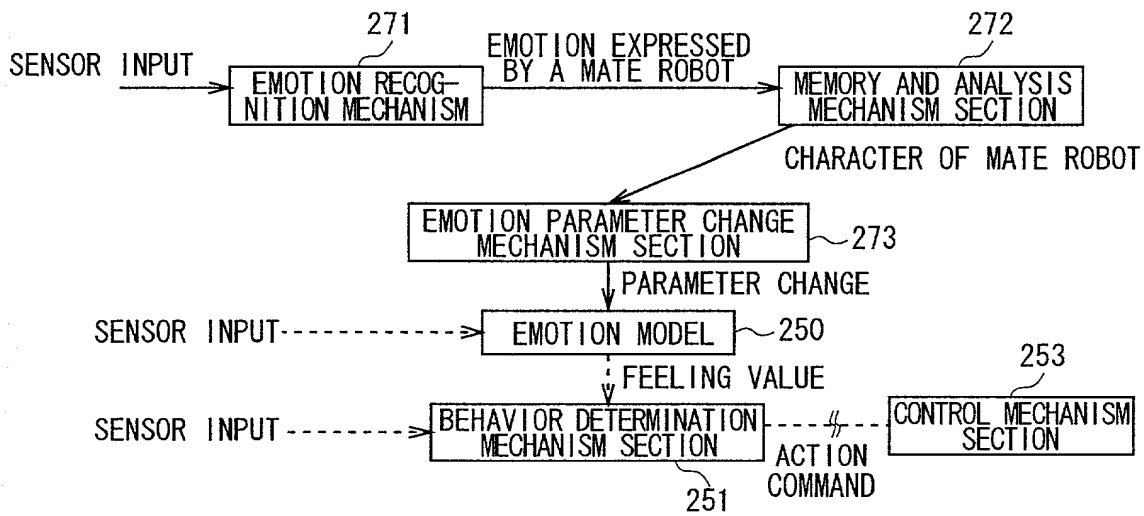 271
EMOTION EXPRESSED
BY A MATE ROBOT
272
SENSOR INPUT
EMOTION RECOG-
NITION MECHANISM
MEMORY AND ANALYSIS
MECHANISM SECTION
CHARACTER OF MATE ROBOT
EMOTION PARAMETER CHANGE
MECHANISM SECTION
273
PARAMETER CHANGE
SENSOR INPUT
EMOTION MODEL
250
FEELING VALUE
253
SENSOR INPUT
BEHAVIOR DETERMINATION
MECHANISM SECTION
251
ACTION
COMMAND
CONTROL MECHANISM
SECTION